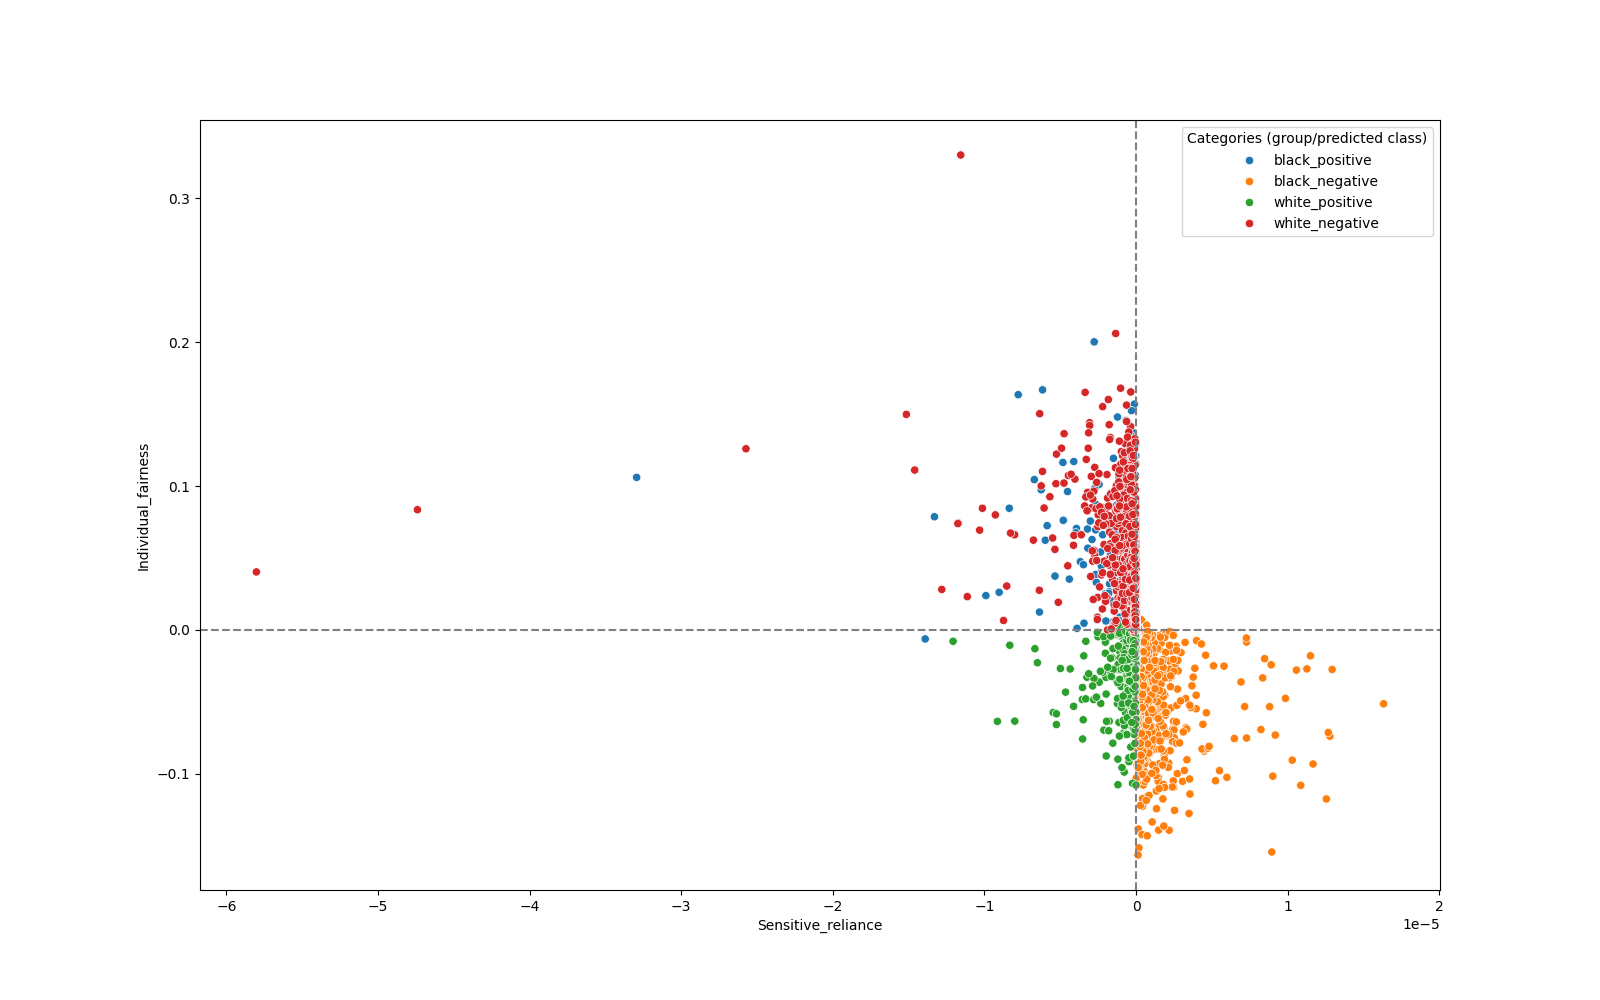 Categories (group/predicted class)
black_positive
black_negative
white_positive
white_negative
0.3
0.2
0.1
0.0
−0.1
Individual_fairness
−6 −5 −4 −3 −2 −1 0 1 2
1e−5
Sensitive_reliance